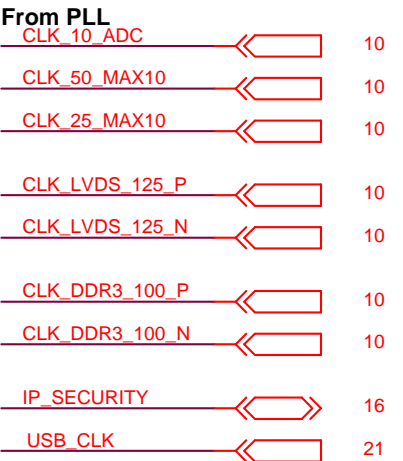 From PLL
CLK_10_ADC 10
CLK_50_MAX10 10
CLK_25_MAX10 10
CLK_LVDS_125_P 10
CLK_LVDS_125_N 10
CLK_DDR3_100_P 10
CLK_DDR3_100_N 10
IP_SECURITY 16
USB_CLK 21